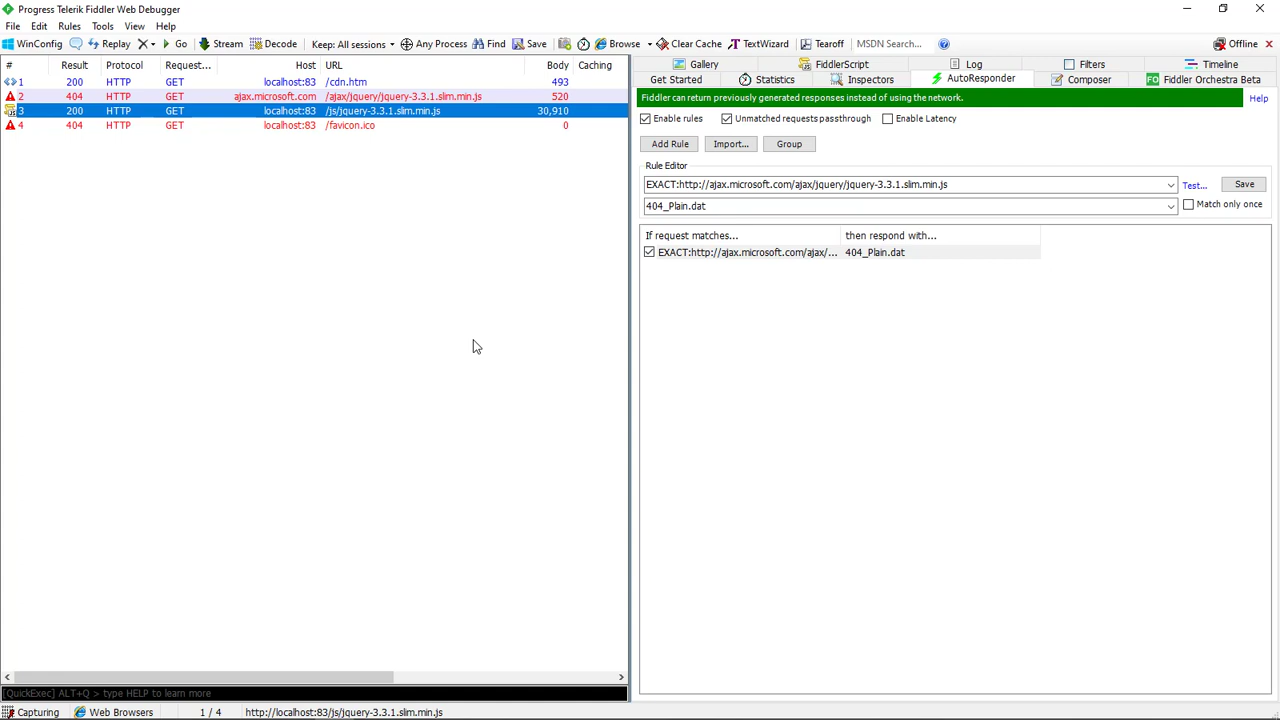 Progress Telerik Fiddler Web Debugger
File Edit Rules Tools View Help
WinConfig Replay Go Stream Decode Keep: All sessions Any Process Find Save Browse Clear Cache TextWizard Tearoff MSDN Search... Offline
# Result Protocol Request... Host URL Body Caching
1 200 HTTP GET localhost:83 /cdn.htm 493
2 404 HTTP GET ajax.microsoft.com /ajax/jquery/jquery-3.3.1.slim.min.js 520
3 200 HTTP GET localhost:83 /js/jquery-3.3.1.slim.min.js 30,910
4 404 HTTP GET localhost:83 /favicon.ico 0
Gallery FiddlerScript Log Filters Timeline
Get Started Statistics Inspectors AutoResponder Composer FO Fiddler Orchestra Beta
Fiddler can return previously generated responses instead of using the network. Help
Enable rules Unmatched requests passthrough Enable Latency
Add Rule Import... Group
Rule Editor
EXACT:http://ajax.microsoft.com/ajax/jquery/jquery-3.3.1.slim.min.js Test... Save
404_Plain.dat Match only once
If request matches... then respond with...
EXACT:http://ajax.microsoft.com/ajax/... 404_Plain.dat
[QuickExec] ALT+Q > type HELP to learn more
Capturing Web Browsers 1 / 4 http://localhost:83/js/jquery-3.3.1.slim.min.js